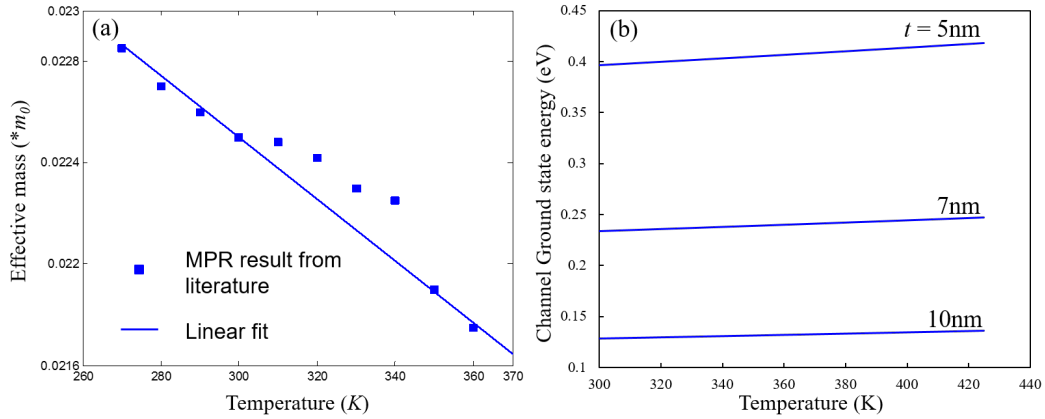 (a)
Effective mass (*m0)
0.023
0.0228
0.0224
0.022
0.0216
MPR result from
literature
Linear fit
260 280 300 320 340 360 370
Temperature (K)
(b)
Channel Ground state energy (eV)
0.45
0.4
0.35
0.3
0.25
0.2
0.15
0.1
t = 5nm
7nm
10nm
300 320 340 360 380 400 420 440
Temperature (K)